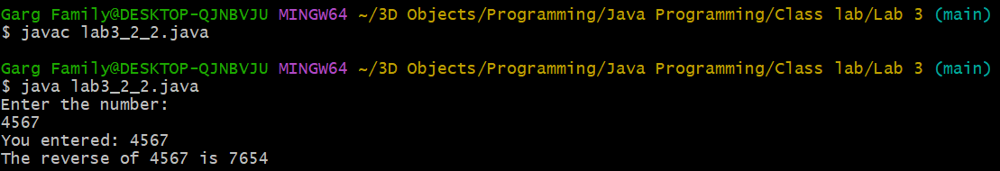 Garg Family@DESKTOP-QJNBVJU MINGW64 ~/3D Objects/Programming/Java Programming/Class lab/Lab 3 (main)
$ javac lab3_2_2.java
Garg Family@DESKTOP-QJNBVJU MINGW64 ~/3D Objects/Programming/Java Programming/Class lab/Lab 3 (main)
$ java lab3_2_2.java
Enter the number:
4567
You entered: 4567
The reverse of 4567 is 7654